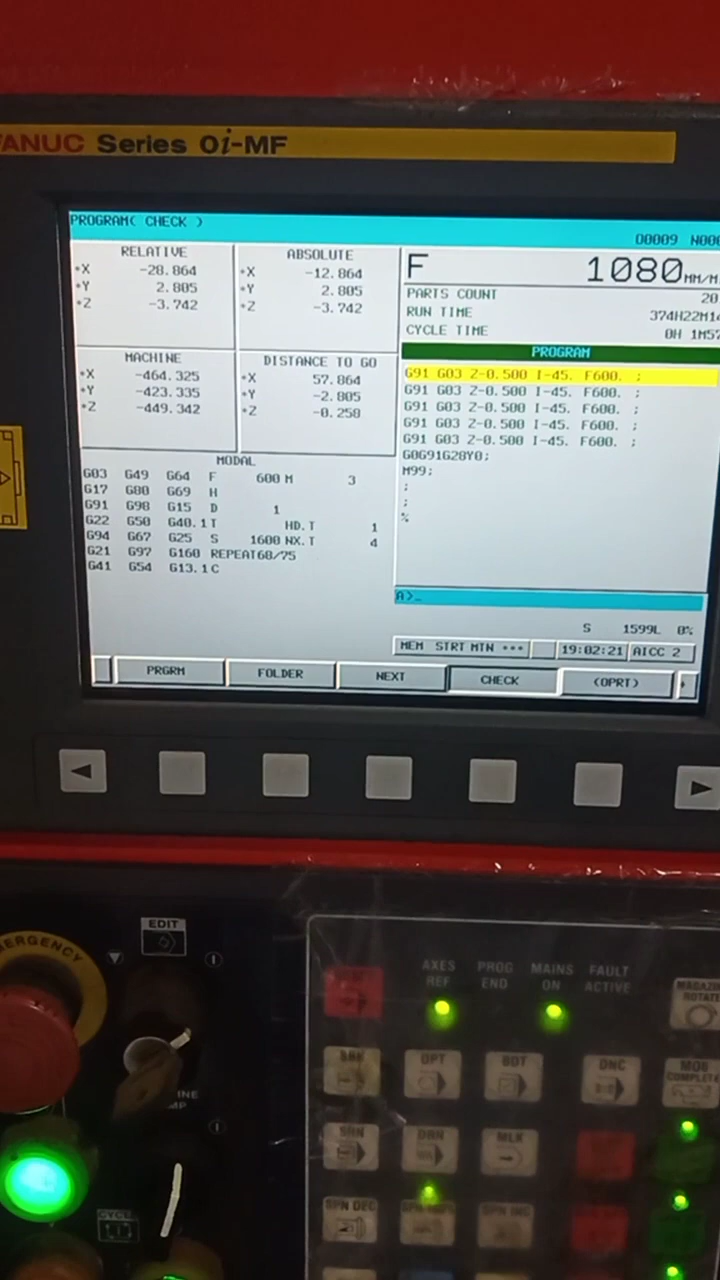 FANUC Series 0i-MF
PROGRAM( CHECK )
O0009 N000
RELATIVE
•X -28.864
•Y 2.805
•Z -3.742
ABSOLUTE
•X -12.864
•Y 2.805
•Z -3.742
F 1080MM/M
PARTS COUNT 20
RUN TIME 374H22M14
CYCLE TIME 0H 1M57
MACHINE
•X -464.325
•Y -423.335
•Z -449.342
DISTANCE TO GO
•X 57.864
•Y -2.805
•Z -0.258
PROGRAM
G91 G03 Z-0.500 I-45. F600. ;
G91 G03 Z-0.500 I-45. F600. ;
G91 G03 Z-0.500 I-45. F600. ;
G91 G03 Z-0.500 I-45. F600. ;
G91 G03 Z-0.500 I-45. F600. ;
G0G91G28Y0;
M99;
;
;
%
MODAL
G03 G49 G64 F 600 M 3
G17 G80 G69 H
G91 G98 G15 D 1
G22 G50 G40.1 T HD.T 1
G94 G67 G25 S 1600 NX.T 4
G21 G97 G160 REPEAT68/75
G41 G54 G13.1 C
A>_
S 1599L 0%
MEM STRT MTN *** 19:02:21 AICC 2
PRGRM FOLDER NEXT CHECK (OPRT)
EDIT
AXES REF
PROG END
MAINS ON
FAULT ACTIVE
OPT
BDT
DNC
DRN
MLK
SPN DEC